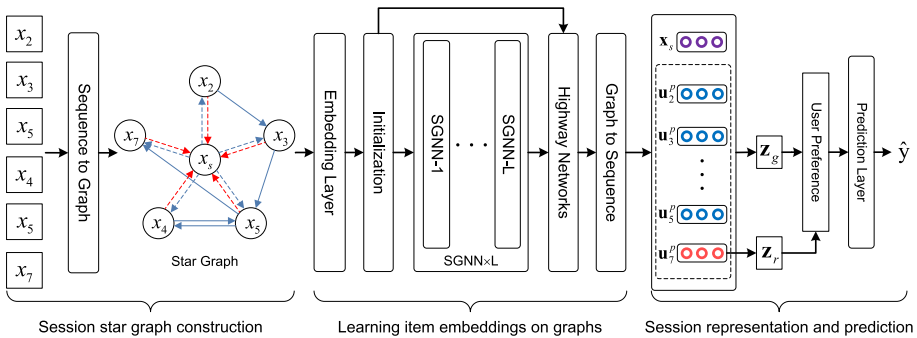 x₂
x₃
x₅
x₄
x₅
x₇
Sequence to Graph
x₂
x₇
x₃
xₛ
x₄
x₅
Star Graph
Session star graph construction
Embedding Layer
Initialization
SGNN-1
. . .
SGNN-L
SGNN×L
Highway Networks
Graph to Sequence
Learning item embeddings on graphs
𝐱ₛ
𝐮₂ᵖ
𝐮₃ᵖ
𝐮₅ᵖ
𝐮₇ᵖ
𝐳_g
𝐳ᵣ
User Preference
Prediction Layer
ŷ
Session representation and prediction